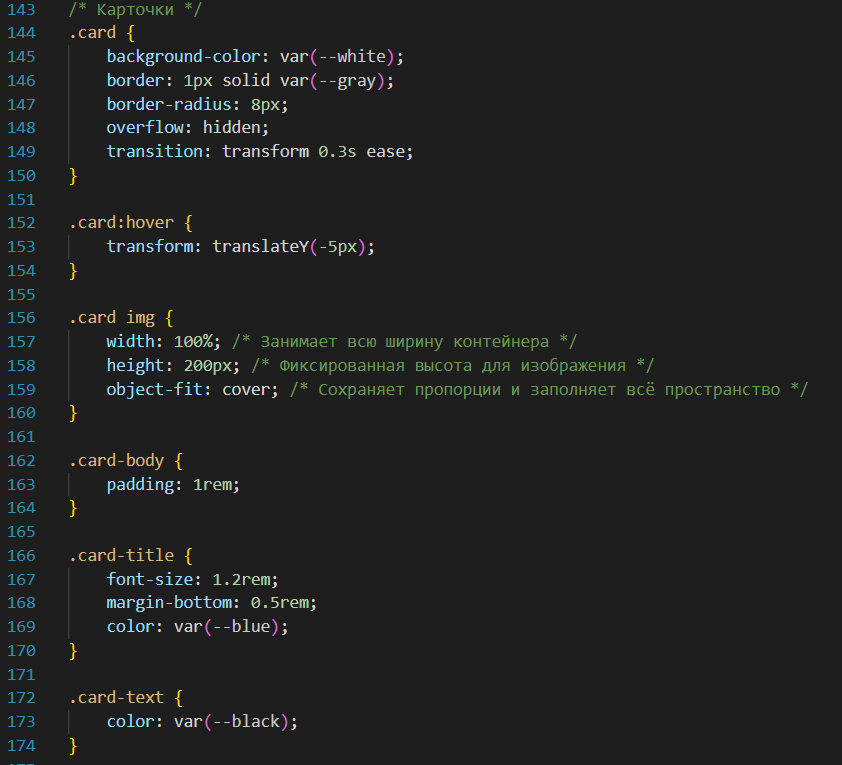 143 /* Карточки */
144 .card {
145 background-color: var(--white);
146 border: 1px solid var(--gray);
147 border-radius: 8px;
148 overflow: hidden;
149 transition: transform 0.3s ease;
150 }
151
152 .card:hover {
153 transform: translateY(-5px);
154 }
155
156 .card img {
157 width: 100%; /* Занимает всю ширину контейнера */
158 height: 200px; /* Фиксированная высота для изображения */
159 object-fit: cover; /* Сохраняет пропорции и заполняет всё пространство */
160 }
161
162 .card-body {
163 padding: 1rem;
164 }
165
166 .card-title {
167 font-size: 1.2rem;
168 margin-bottom: 0.5rem;
169 color: var(--blue);
170 }
171
172 .card-text {
173 color: var(--black);
174 }